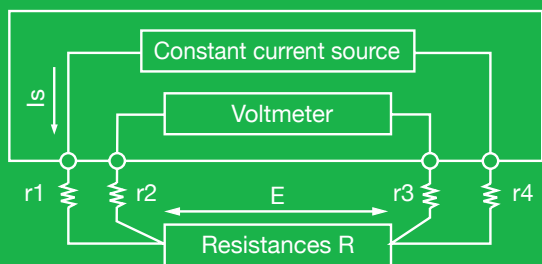 Constant current source
Is
Voltmeter
r1
r2
E
r3
r4
Resistances R